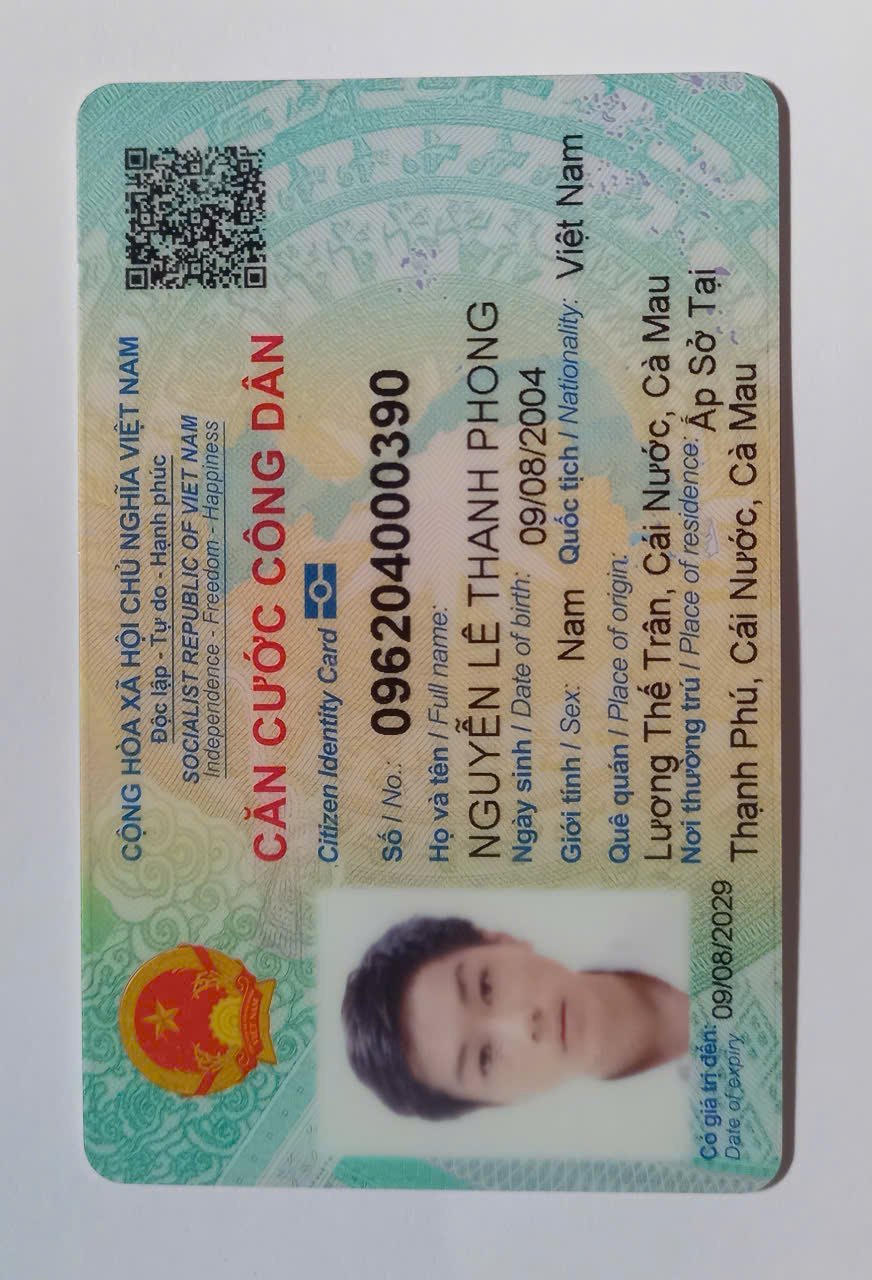 CỘNG HÒA XÃ HỘI CHỦ NGHĨA VIỆT NAM
Độc lập - Tự do - Hạnh phúc
SOCIALIST REPUBLIC OF VIET NAM
Independence - Freedom - Happiness
CĂN CƯỚC CÔNG DÂN
Citizen Identity Card
Số / No.: 096204000390
Họ và tên / Full name:
NGUYỄN LÊ THANH PHONG
Ngày sinh / Date of birth: 09/08/2004
Giới tính / Sex: Nam Quốc tịch / Nationality: Việt Nam
Quê quán / Place of origin:
Lương Thế Trân, Cái Nước, Cà Mau
Nơi thường trú / Place of residence: Ấp Sở Tại
Thạnh Phú, Cái Nước, Cà Mau
VIỆT NAM
Có giá trị đến: 09/08/2029
Date of expiry